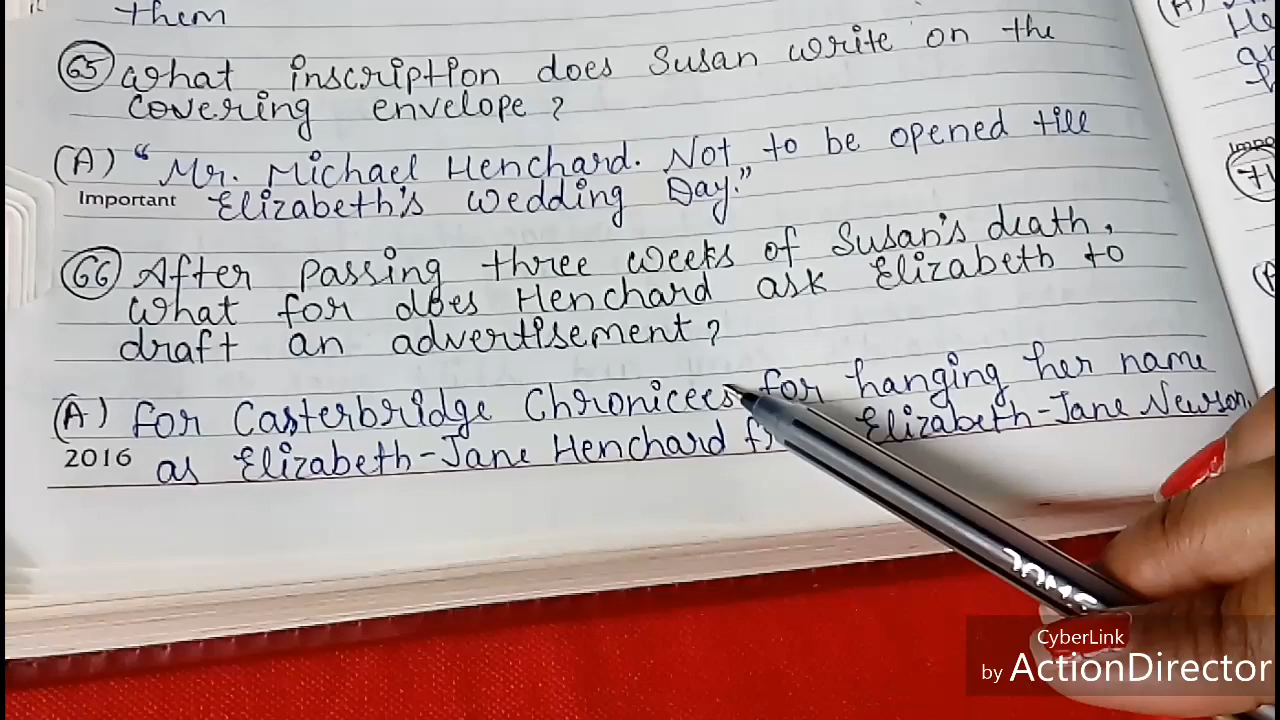 them
65 What inscription does Susan write on the
covering envelope?
(A) "Mr. Michael Henchard. Not to be opened till
Important Elizabeth's Wedding Day."
66 After passing three weeks of Susan's death,
what for does Henchard ask Elizabeth to
draft an advertisement?
(A) For Casterbridge Chronicees for hanging her name
2016 as Elizabeth-Jane Henchard Elizabeth-Jane Newson.
(A)
He
CyberLink
by ActionDirector